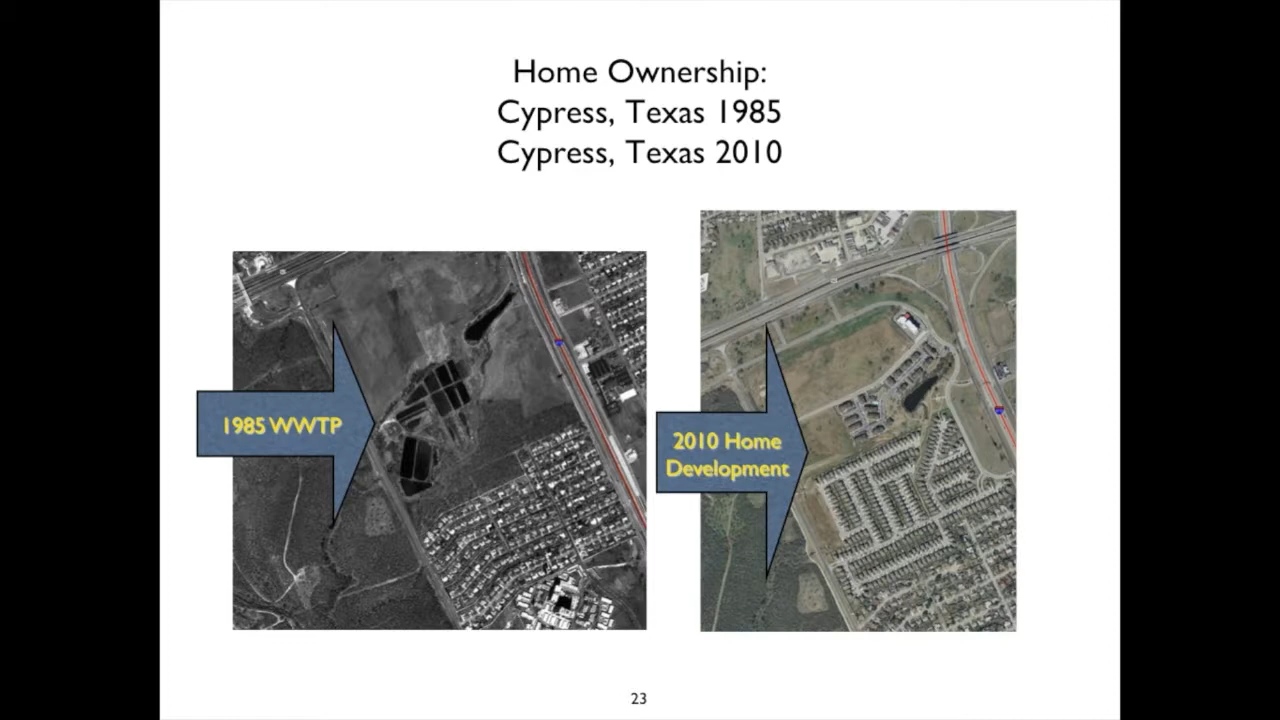 Home Ownership:
Cypress, Texas 1985
Cypress, Texas 2010
1985 WWTP
2010 Home
Development
23